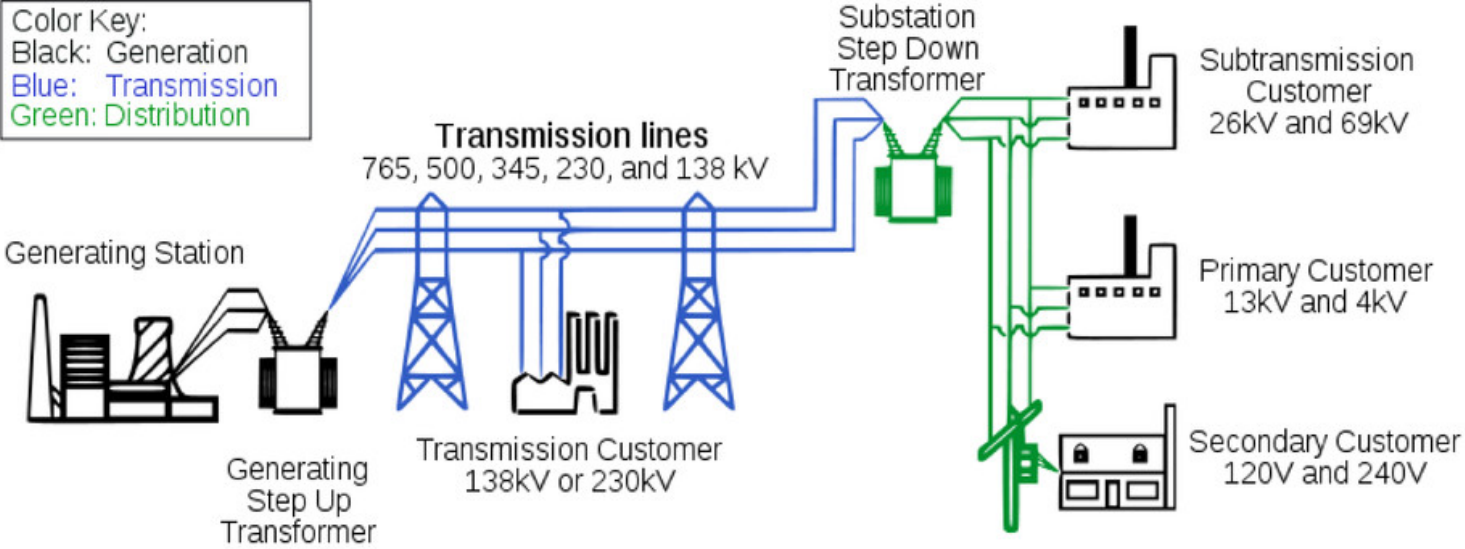 Color Key:
Black: Generation
Blue: Transmission
Green: Distribution
Substation
Step Down
Transformer
Subtransmission
Customer
26kV and 69kV
Transmission lines
765, 500, 345, 230, and 138 kV
Generating Station
Primary Customer
13kV and 4kV
Transmission Customer
138kV or 230kV
Secondary Customer
120V and 240V
Generating
Step Up
Transformer